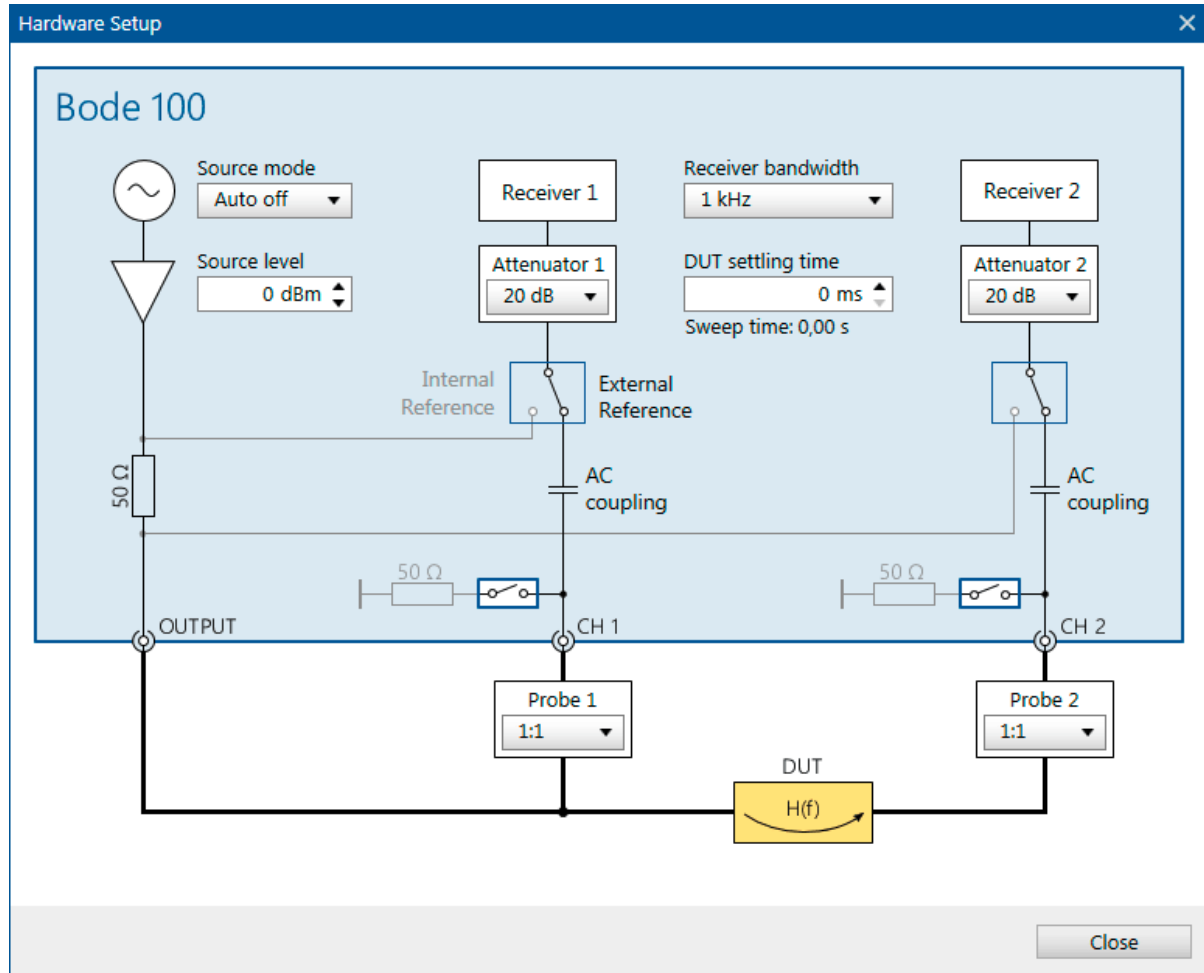 Hardware Setup
Bode 100
Source mode
Auto off
Source level
0 dBm
Receiver 1
Attenuator 1
20 dB
Receiver bandwidth
1 kHz
DUT settling time
0 ms
Sweep time: 0,00 s
Receiver 2
Attenuator 2
20 dB
Internal
Reference
External
Reference
50 Ω
AC
coupling
AC
coupling
50 Ω
50 Ω
OUTPUT
CH 1
CH 2
Probe 1
1:1
Probe 2
1:1
DUT
H(f)
Close